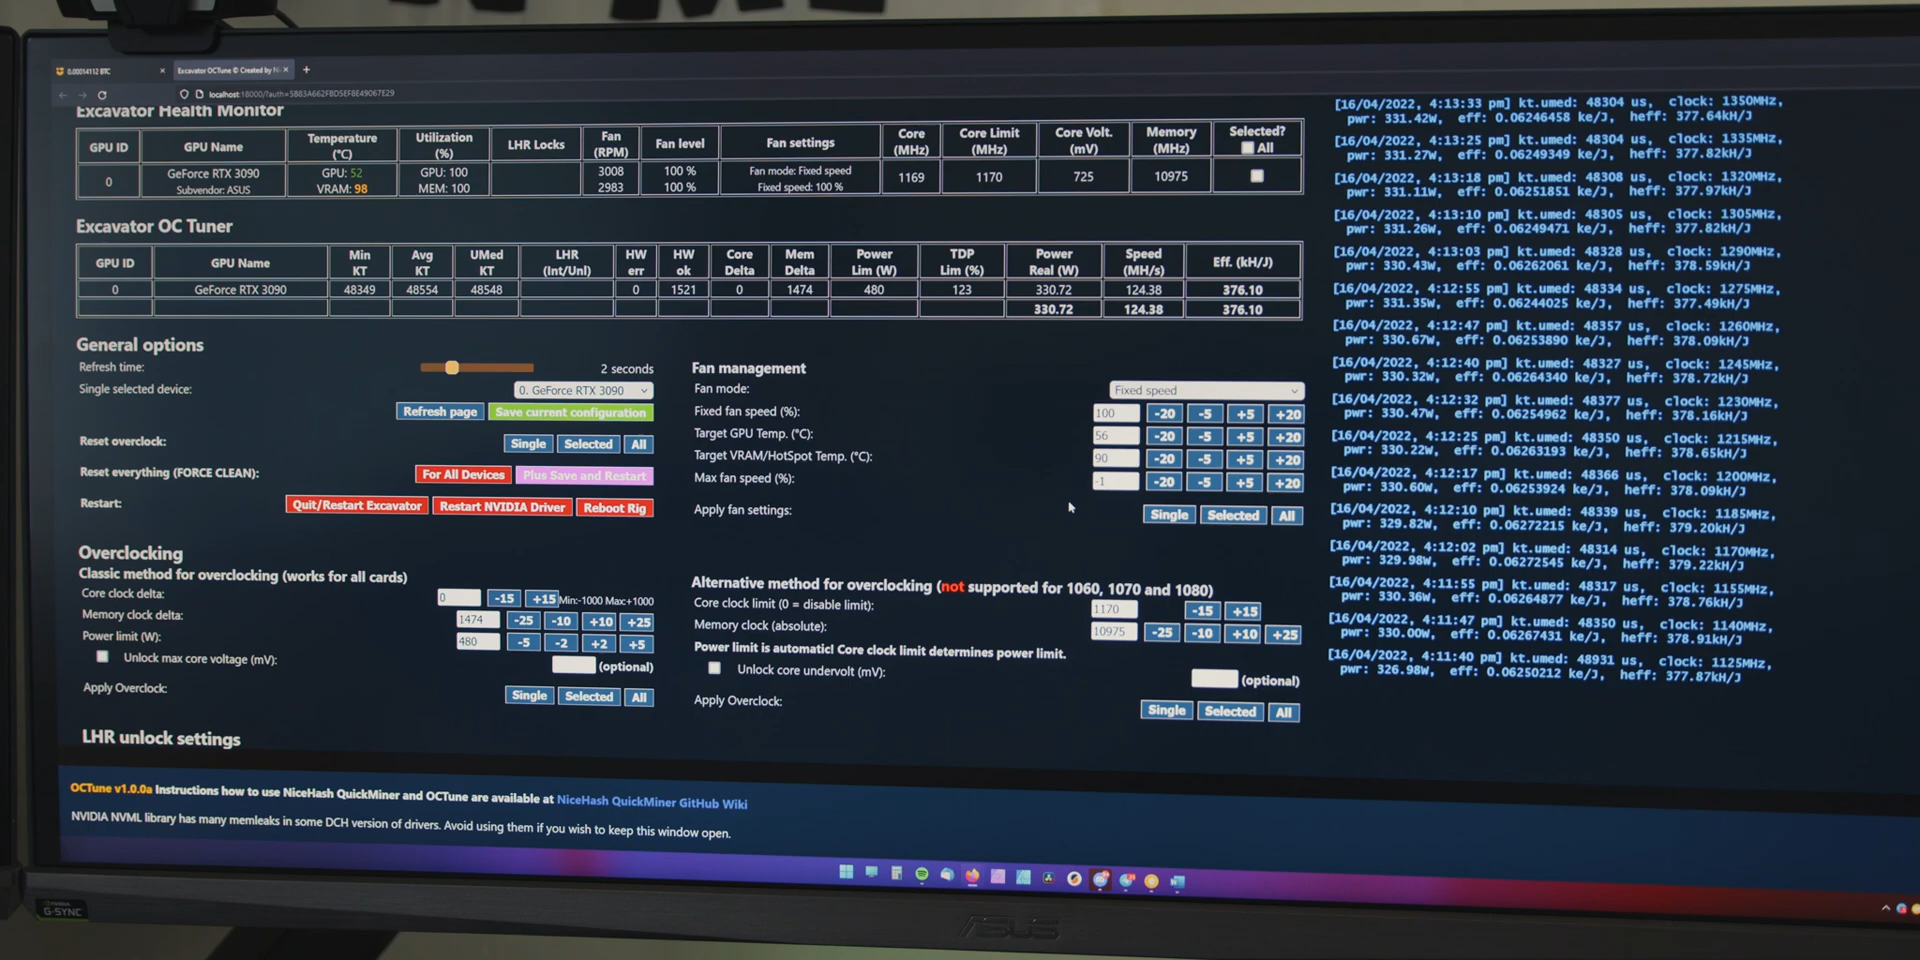 0.00014112 BTC
Excavator OCTune © Created by Ni
localhost:18000/?auth=5883A662FBD5EF8E49067E29
Excavator Health Monitor
GPU ID GPU Name Temperature (°C) Utilization (%) LHR Locks Fan (RPM) Fan level Fan settings Core (MHz) Core Limit (MHz) Core Volt. (mV) Memory (MHz) Selected? All
0 GeForce RTX 3090 GPU: 52 GPU: 100 3008 100 % Fan mode: Fixed speed 1169 1170 725 10975
Subvendor: ASUS VRAM: 98 MEM: 100 2983 100 % Fixed speed: 100 %
Excavator OC Tuner
GPU ID GPU Name Min KT Avg KT UMed KT LHR (Int/Unl) HW err HW ok Core Delta Mem Delta Power Lim (W) TDP Lim (%) Power Real (W) Speed (MH/s) Eff. (kH/J)
0 GeForce RTX 3090 48349 48554 48548 0 1521 0 1474 480 123 330.72 124.38 376.10
330.72 124.38 376.10
General options
Refresh time: 2 seconds
Single selected device: 0. GeForce RTX 3090
Refresh page Save current configuration
Reset overclock: Single Selected All
Reset everything (FORCE CLEAN): For All Devices Plus Save and Restart
Restart: Quit/Restart Excavator Restart NVIDIA Driver Reboot Rig
Fan management
Fan mode: Fixed speed
Fixed fan speed (%): 100 -20 -5 +5 +20
Target GPU Temp. (°C): 56 -20 -5 +5 +20
Target VRAM/HotSpot Temp. (°C): 90 -20 -5 +5 +20
Max fan speed (%): -1 -20 -5 +5 +20
Apply fan settings: Single Selected All
Overclocking
Classic method for overclocking (works for all cards)
Core clock delta: 0 -15 +15 Min:-1000 Max:+1000
Memory clock delta: 1474 -25 -10 +10 +25
Power limit (W): 480 -5 -2 +2 +5
Unlock max core voltage (mV): (optional)
Apply Overclock: Single Selected All
Alternative method for overclocking (not supported for 1060, 1070 and 1080)
Core clock limit (0 = disable limit): 1170 -15 +15
Memory clock (absolute): 10975 -25 -10 +10 +25
Power limit is automatic! Core clock limit determines power limit.
Unlock core undervolt (mV): (optional)
Apply Overclock: Single Selected All
LHR unlock settings
OCTune v1.0.0a Instructions how to use NiceHash QuickMiner and OCTune are available at NiceHash QuickMiner GitHub Wiki
NVIDIA NVML library has many memleaks in some DCH version of drivers. Avoid using them if you wish to keep this window open.
[16/04/2022, 4:13:33 pm] kt.umed: 48304 us, clock: 1350MHz,
pwr: 331.42W, eff: 0.06246458 ke/J, heff: 377.64kH/J
[16/04/2022, 4:13:25 pm] kt.umed: 48304 us, clock: 1335MHz,
pwr: 331.27W, eff: 0.06249349 ke/J, heff: 377.82kH/J
[16/04/2022, 4:13:18 pm] kt.umed: 48308 us, clock: 1320MHz,
pwr: 331.11W, eff: 0.06251851 ke/J, heff: 377.97kH/J
[16/04/2022, 4:13:10 pm] kt.umed: 48305 us, clock: 1305MHz,
pwr: 331.26W, eff: 0.06249471 ke/J, heff: 377.82kH/J
[16/04/2022, 4:13:03 pm] kt.umed: 48328 us, clock: 1290MHz,
pwr: 330.43W, eff: 0.06262061 ke/J, heff: 378.59kH/J
[16/04/2022, 4:12:55 pm] kt.umed: 48334 us, clock: 1275MHz,
pwr: 331.35W, eff: 0.06244025 ke/J, heff: 377.49kH/J
[16/04/2022, 4:12:47 pm] kt.umed: 48357 us, clock: 1260MHz,
pwr: 330.67W, eff: 0.06253890 ke/J, heff: 378.09kH/J
[16/04/2022, 4:12:40 pm] kt.umed: 48327 us, clock: 1245MHz,
pwr: 330.32W, eff: 0.06264340 ke/J, heff: 378.72kH/J
[16/04/2022, 4:12:32 pm] kt.umed: 48377 us, clock: 1230MHz,
pwr: 330.47W, eff: 0.06254962 ke/J, heff: 378.16kH/J
[16/04/2022, 4:12:25 pm] kt.umed: 48350 us, clock: 1215MHz,
pwr: 330.22W, eff: 0.06263193 ke/J, heff: 378.65kH/J
[16/04/2022, 4:12:17 pm] kt.umed: 48366 us, clock: 1200MHz,
pwr: 330.60W, eff: 0.06253924 ke/J, heff: 378.09kH/J
[16/04/2022, 4:12:10 pm] kt.umed: 48339 us, clock: 1185MHz,
pwr: 329.82W, eff: 0.06272215 ke/J, heff: 379.20kH/J
[16/04/2022, 4:12:02 pm] kt.umed: 48314 us, clock: 1170MHz,
pwr: 329.98W, eff: 0.06272545 ke/J, heff: 379.22kH/J
[16/04/2022, 4:11:55 pm] kt.umed: 48317 us, clock: 1155MHz,
pwr: 330.36W, eff: 0.06264877 ke/J, heff: 378.76kH/J
[16/04/2022, 4:11:47 pm] kt.umed: 48350 us, clock: 1140MHz,
pwr: 330.00W, eff: 0.06267431 ke/J, heff: 378.91kH/J
[16/04/2022, 4:11:40 pm] kt.umed: 48931 us, clock: 1125MHz,
pwr: 326.98W, eff: 0.06250212 ke/J, heff: 377.87kH/J
NVIDIA
G-SYNC
ASUS